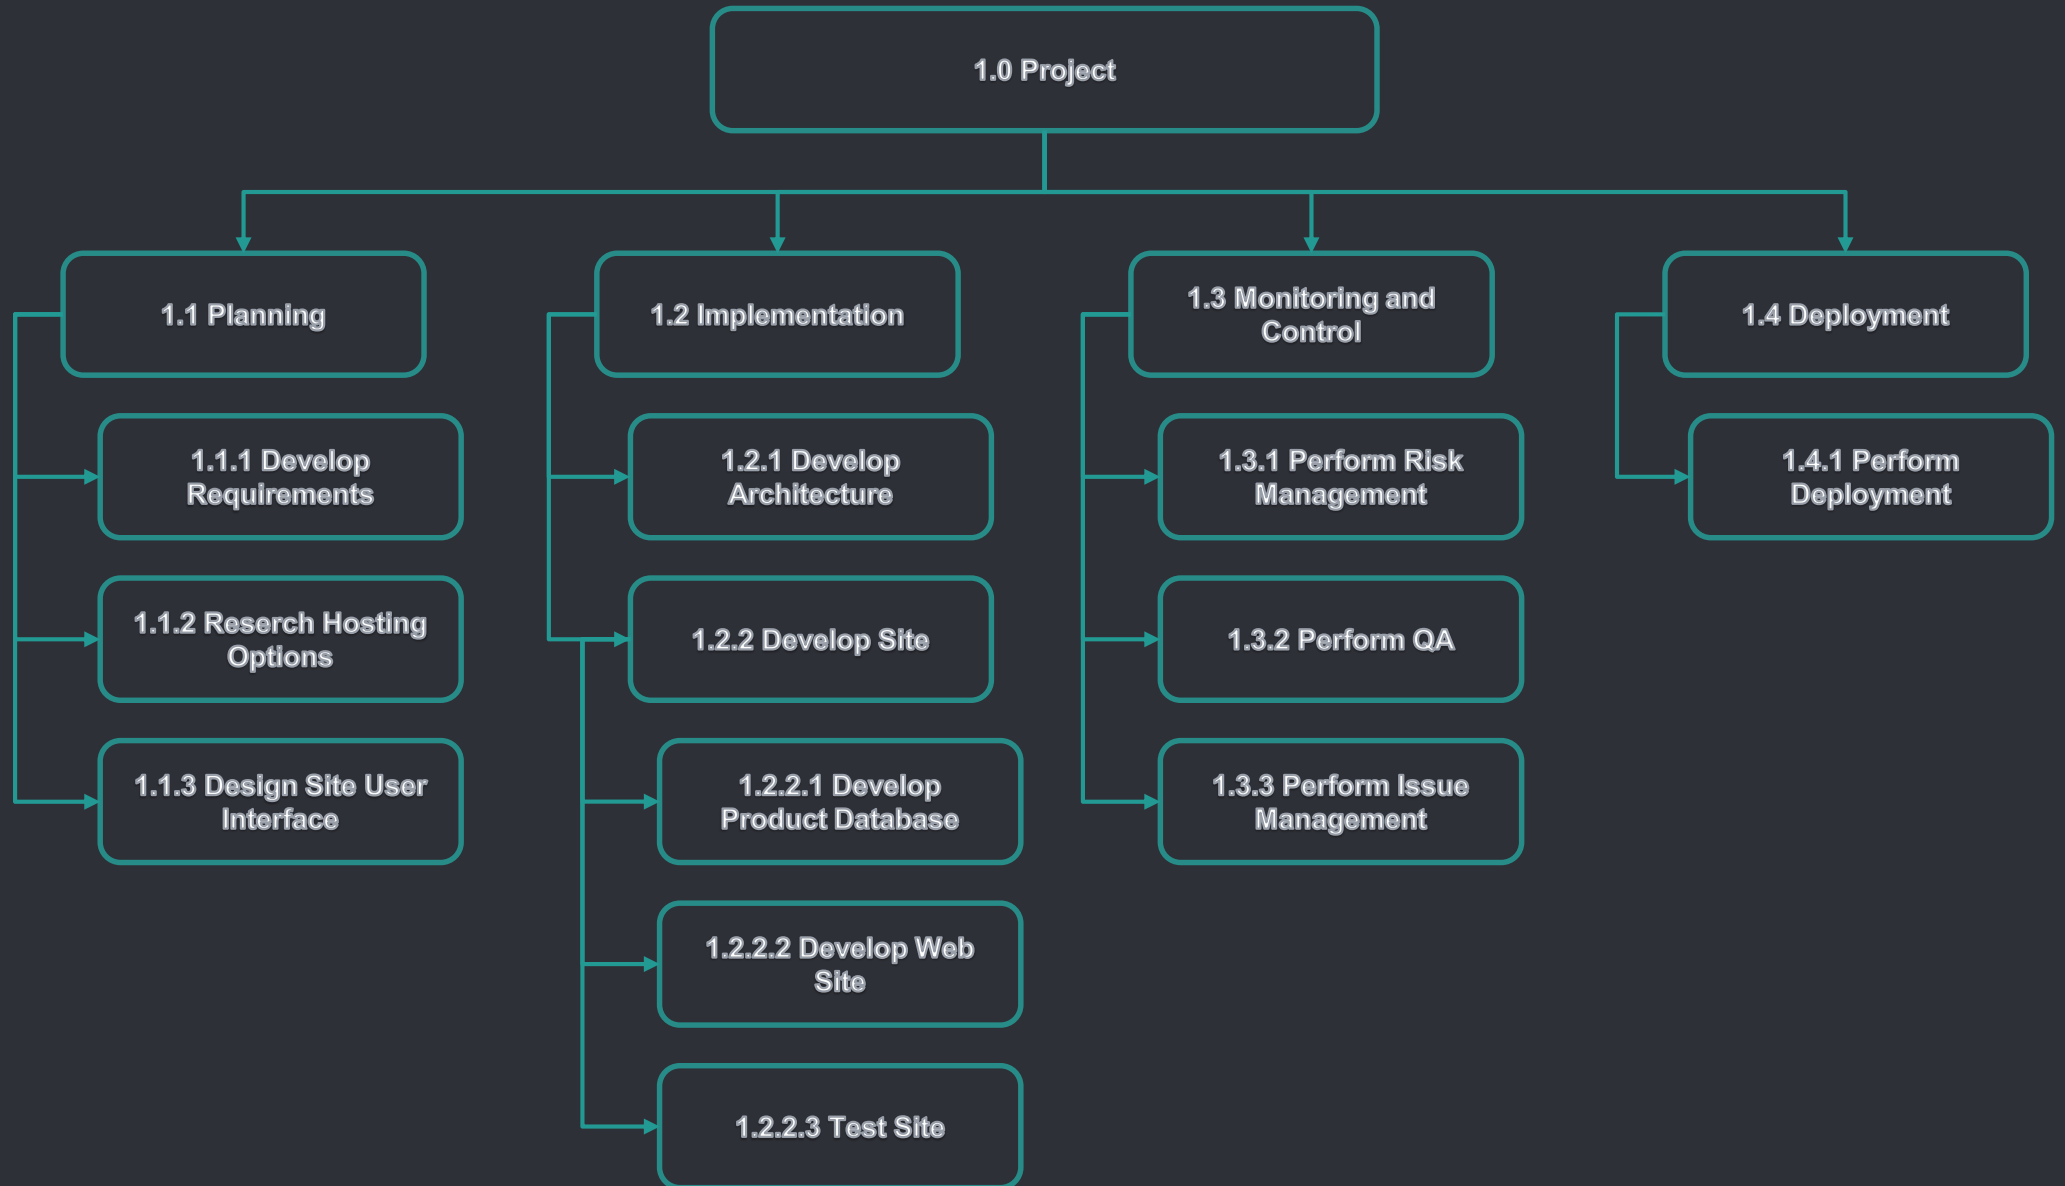 1.0 Project
1.1 Planning
1.2 Implementation
1.3 Monitoring and
Control
1.4 Deployment
1.1.1 Develop
Requirements
1.2.1 Develop
Architecture
1.3.1 Perform Risk
Management
1.4.1 Perform
Deployment
1.1.2 Reserch Hosting
Options
1.2.2 Develop Site
1.3.2 Perform QA
1.1.3 Design Site User
Interface
1.2.2.1 Develop
Product Database
1.3.3 Perform Issue
Management
1.2.2.2 Develop Web
Site
1.2.2.3 Test Site